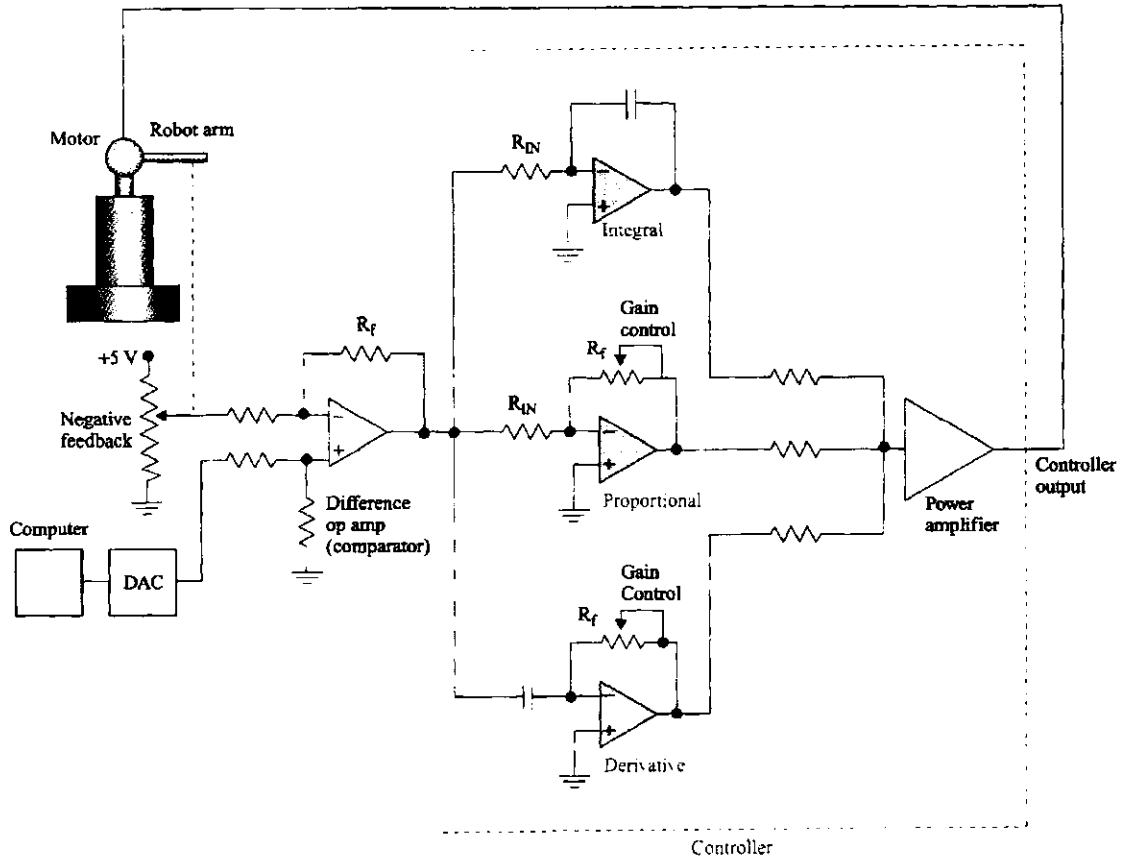 Motor
Robot arm
R_IN
−
+
Integral
+5 V
Negative
feedback
R_f
−
+
Difference
op amp
(comparator)
Gain
control
R_f
R_IN
−
+
Proportional
Power
amplifier
Controller
output
Computer
DAC
Gain
Control
R_f
−
+
Derivative
Controller